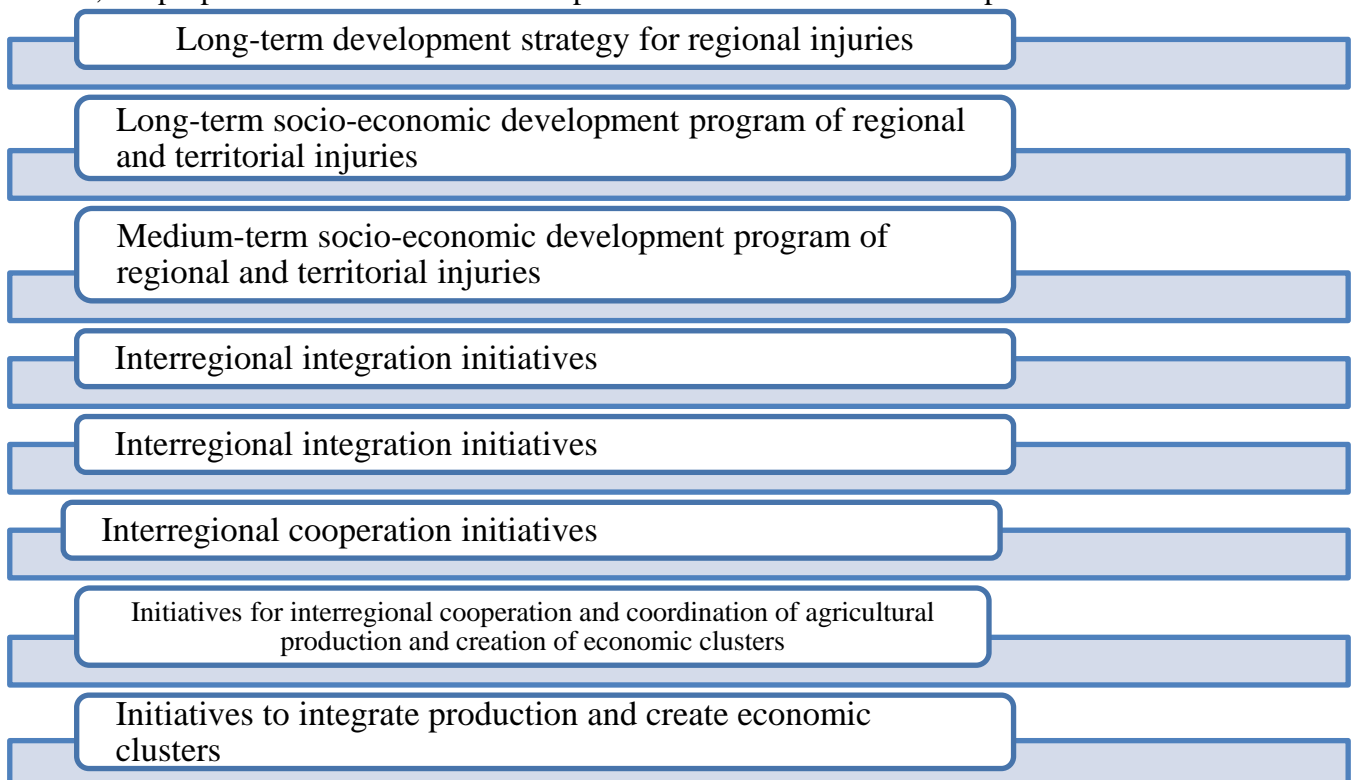 Long-term development strategy for regional injuries
Long-term socio-economic development program of regional
and territorial injuries
Medium-term socio-economic development program of
regional and territorial injuries
Interregional integration initiatives
Interregional integration initiatives
Interregional cooperation initiatives
Initiatives for interregional cooperation and coordination of agricultural
production and creation of economic clusters
Initiatives to integrate production and create economic
clusters